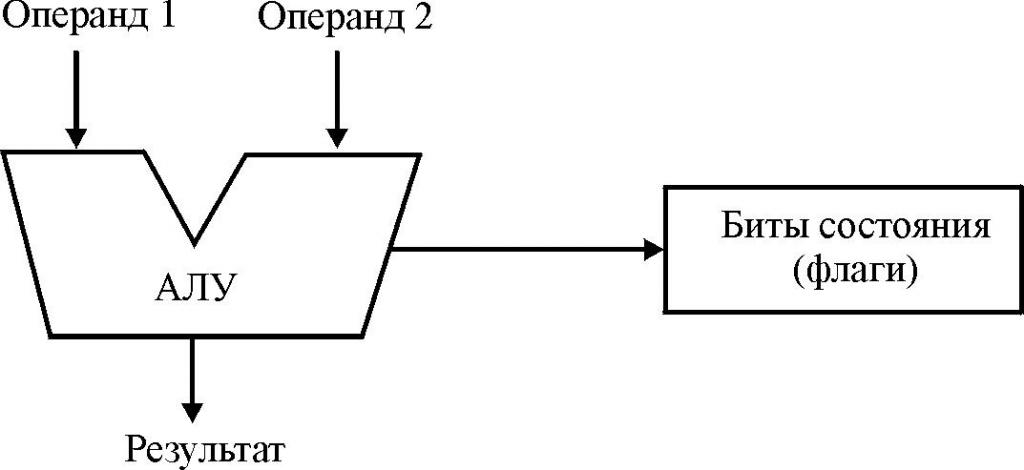 Операнд 1
Операнд 2
Биты состояния
(флаги)
АЛУ
Результат